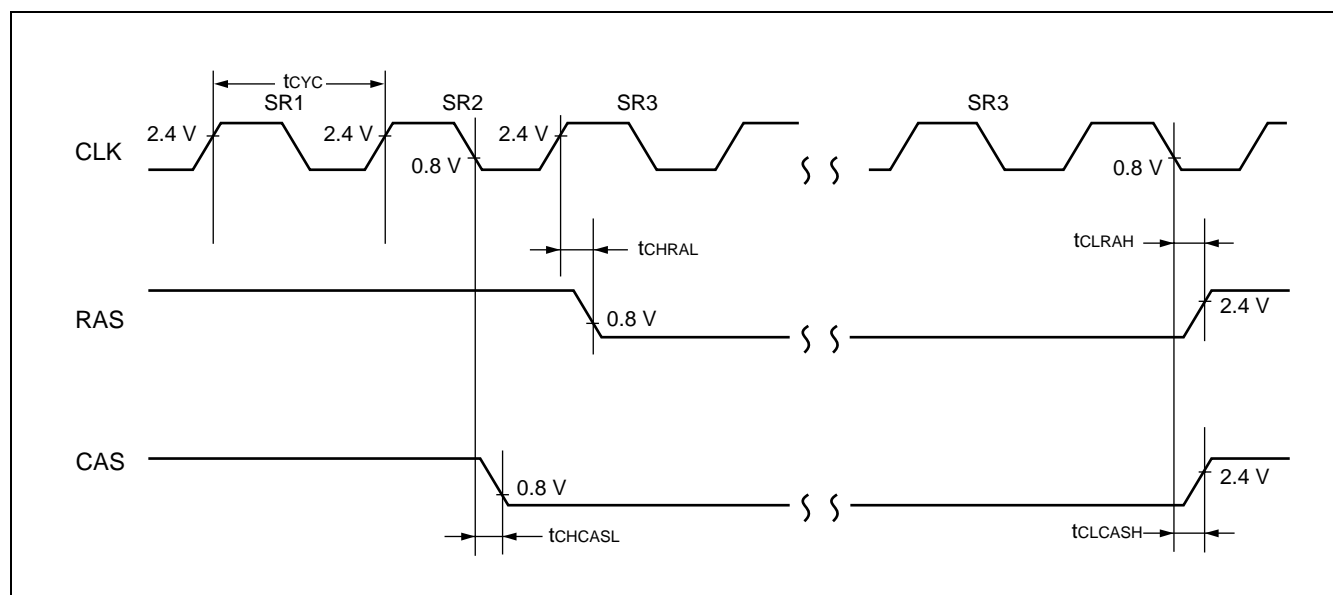 tCYC
SR1 SR2 SR3 SR3
2.4 V 2.4 V 2.4 V
CLK
0.8 V 0.8 V
tCHRAL tCLRAH
RAS
0.8 V 2.4 V
CAS
0.8 V 2.4 V
tCHCASL tCLCASH